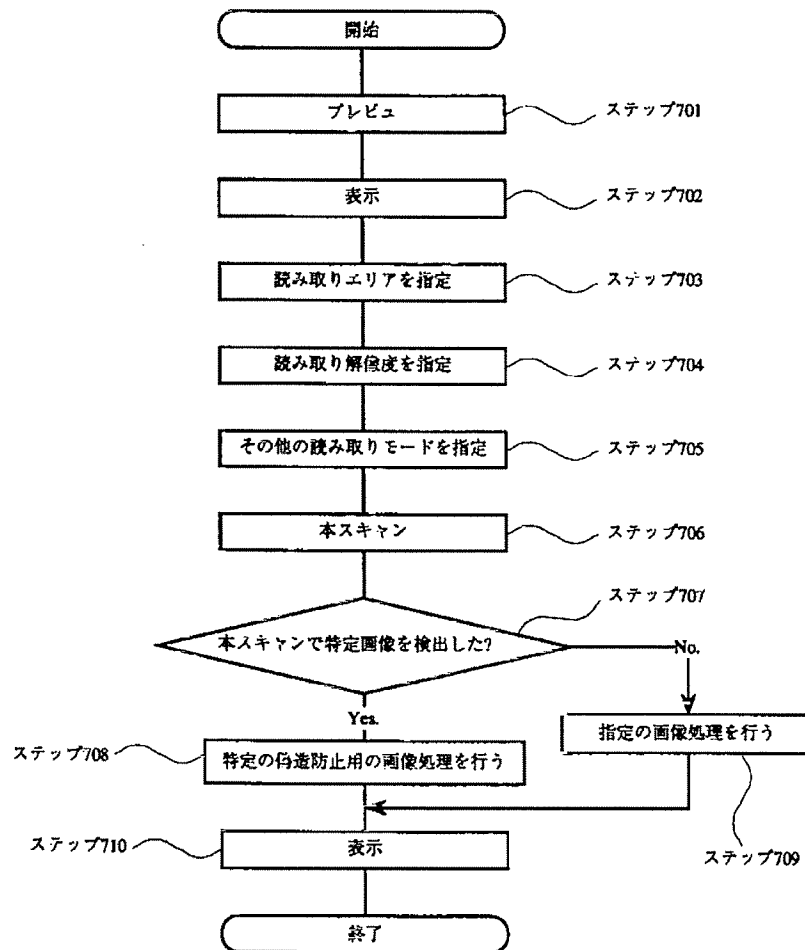 開始
プレビュ
ステップ701
表示
ステップ702
読み取りエリアを指定
ステップ703
読み取り解像度を指定
ステップ704
その他の読み取りモードを指定
ステップ705
本スキャン
ステップ706
ステップ707
本スキャンで特定画像を検出した?
No.
Yes.
指定の画像処理を行う
ステップ708
特定の偽造防止用の画像処理を行う
ステップ710
表示
ステップ709
終了